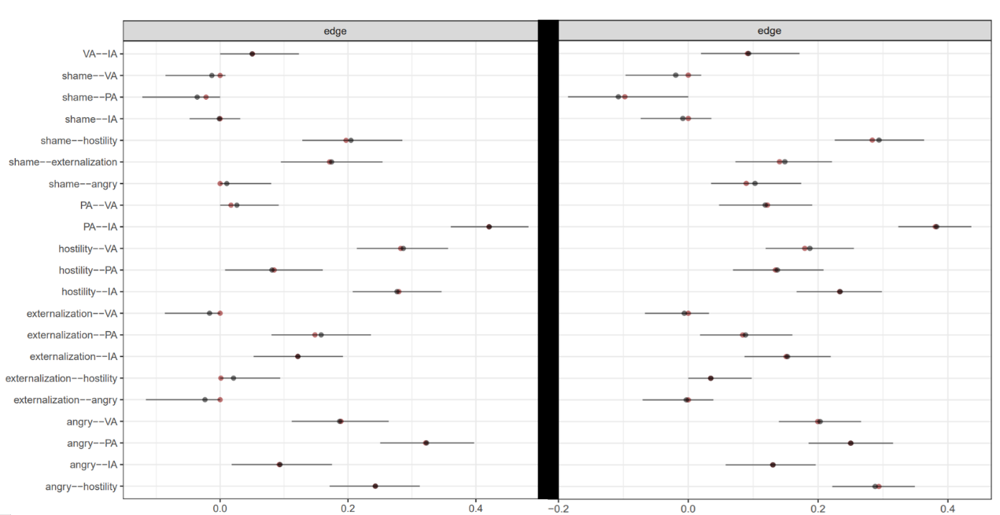 edge
edge
VA--IA
shame--VA
shame--PA
shame--IA
shame--hostility
shame--externalization
shame--angry
PA--VA
PA--IA
hostility--VA
hostility--PA
hostility--IA
externalization--VA
externalization--PA
externalization--IA
externalization--hostility
externalization--angry
angry--VA
angry--PA
angry--IA
angry--hostility
0.0 0.2 0.4
−0.2 0.0 0.2 0.4